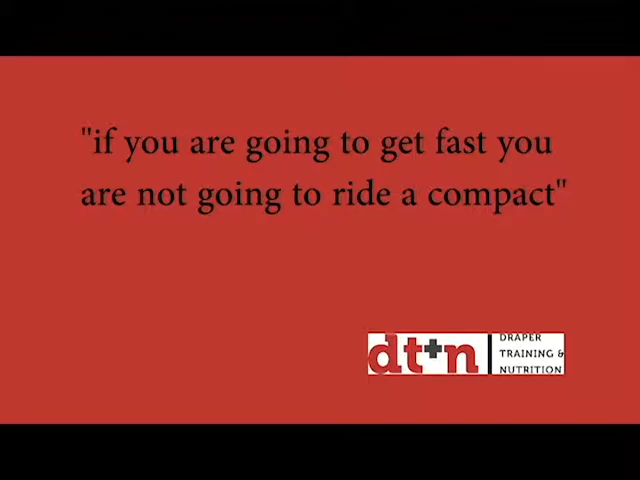 "if you are going to get fast you
are not going to ride a compact"
dt+n
DRAPER
TRAINING &
NUTRITION